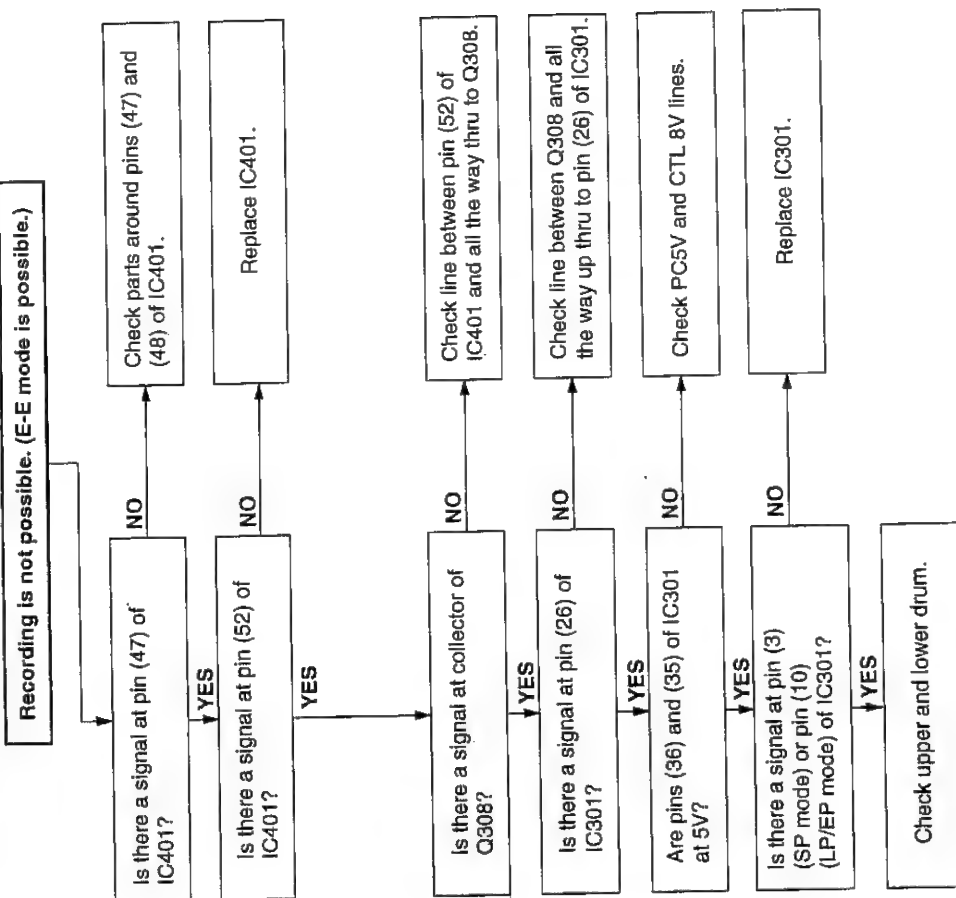 Recording is not possible. (E-E mode is possible.)
Is there a signal at pin (47) of
IC401?
NO
Check parts around pins (47) and
(48) of IC401.
YES
Is there a signal at pin (52) of
IC401?
NO
Replace IC401.
YES
Is there a signal at collector of
Q308?
NO
Check line between pin (52) of
IC401 and all the way thru to Q308.
YES
Is there a signal at pin (26) of
IC301?
NO
Check line between Q308 and all
the way up thru to pin (26) of IC301.
YES
Are pins (36) and (35) of IC301
at 5V?
NO
Check PC5V and CTL 8V lines.
YES
Is there a signal at pin (3)
(SP mode) or pin (10)
(LP/EP mode) of IC301?
NO
Replace IC301.
YES
Check upper and lower drum.